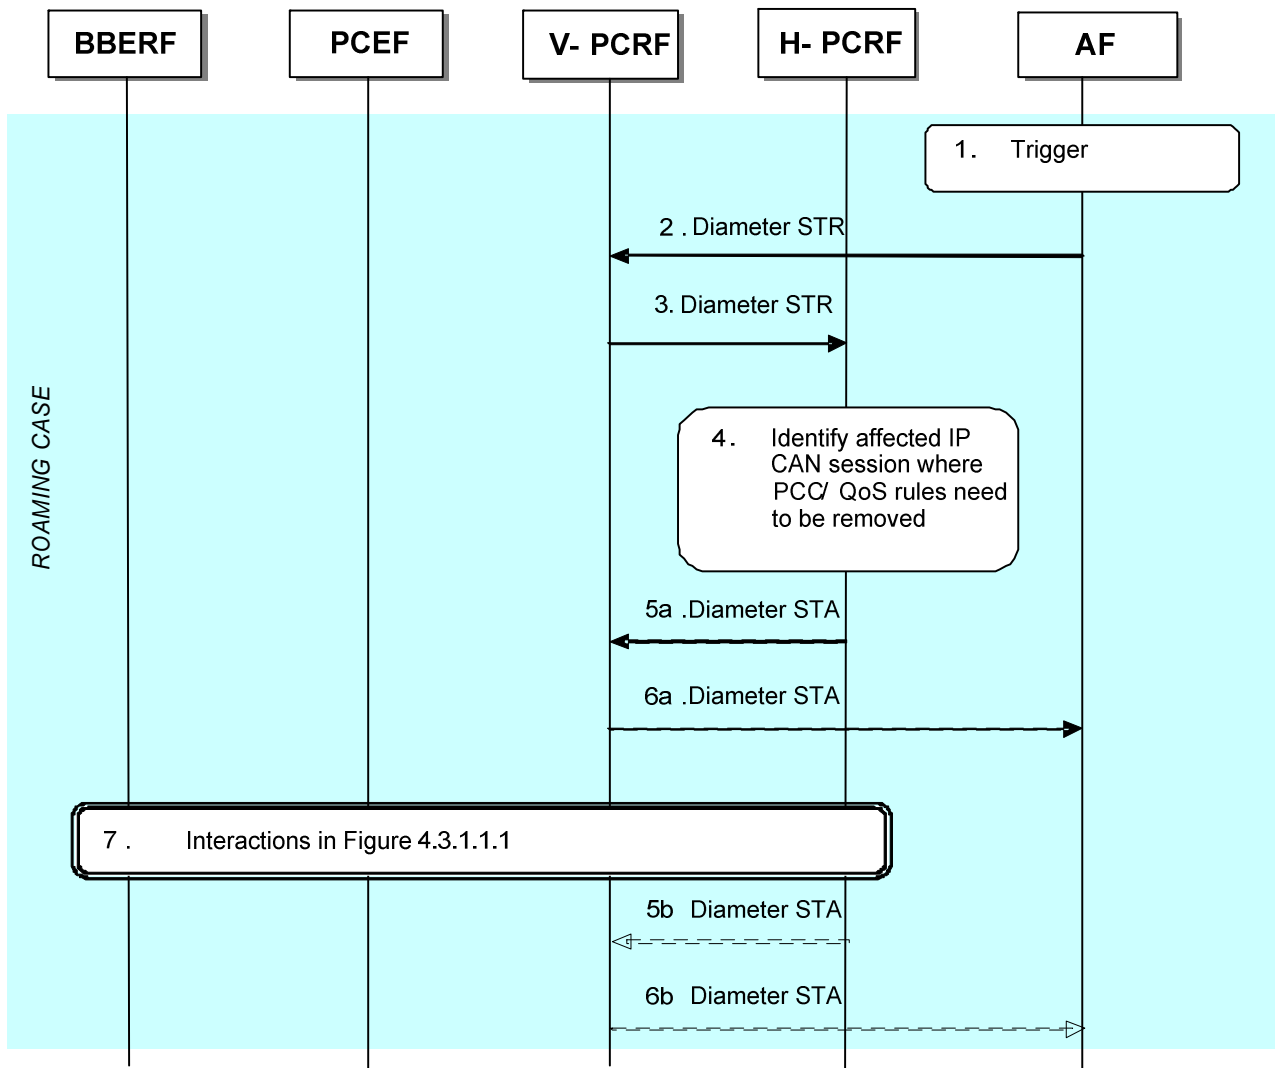 BBERF
PCEF
V- PCRF
H- PCRF
AF
1. Trigger
2 . Diameter STR
3. Diameter STR
ROAMING CASE
4. Identify affected IP
CAN session where
PCC/ QoS rules need
to be removed
5a .Diameter STA
6a .Diameter STA
7 . Interactions in Figure 4.3.1.1.1
5b Diameter STA
6b Diameter STA